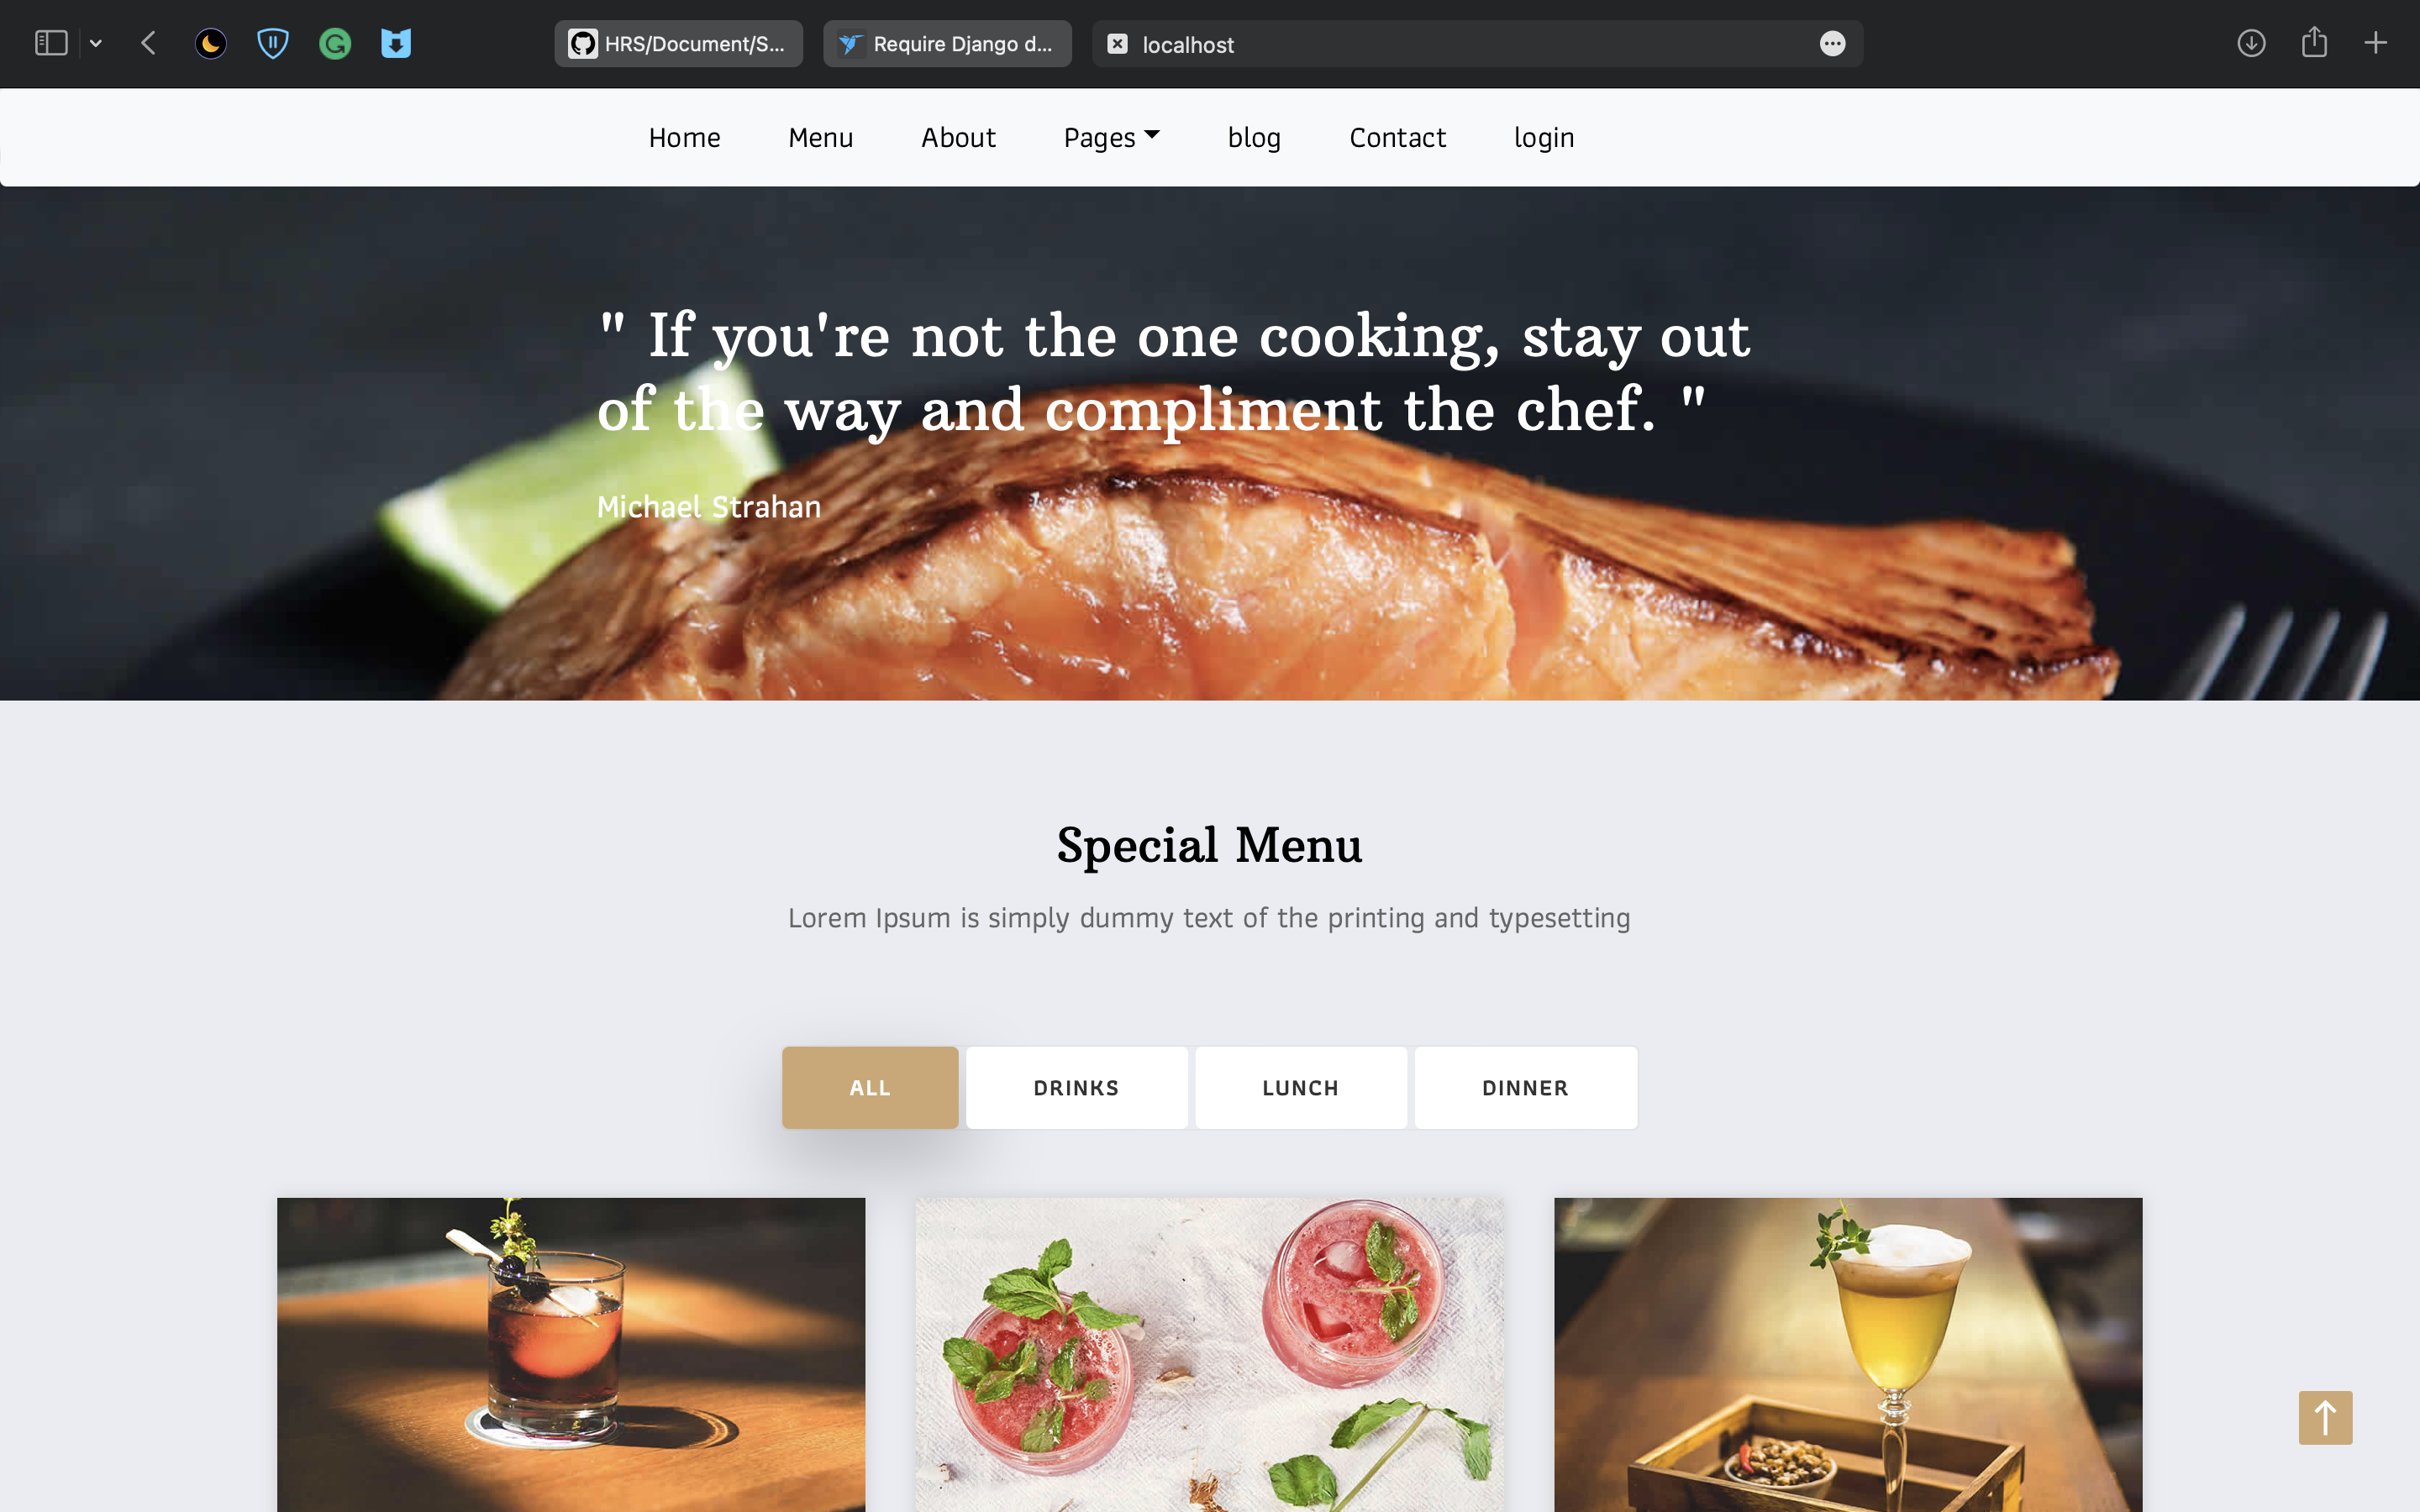 HRS/Document/S...
Require Django d...
localhost
Home Menu About Pages blog Contact login
" If you're not the one cooking, stay out
of the way and compliment the chef. "
Michael Strahan
Special Menu
Lorem Ipsum is simply dummy text of the printing and typesetting
ALL DRINKS LUNCH DINNER